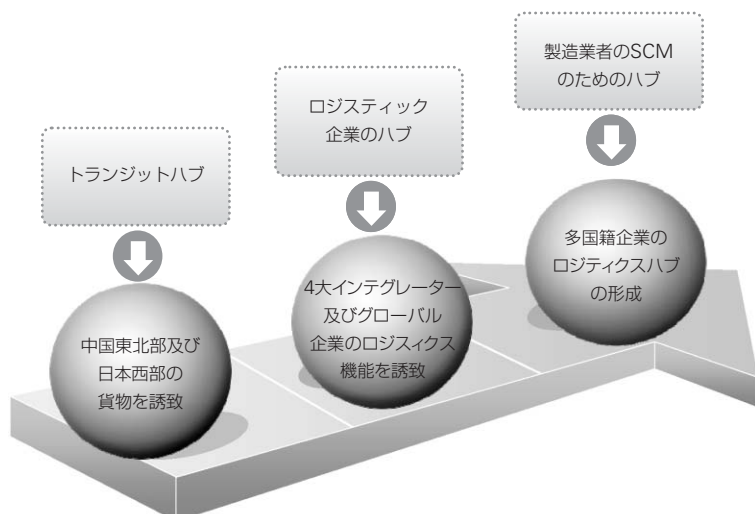 トランジットハブ
中国東北部及び
日本西部の
貨物を誘致
ロジスティック
企業のハブ
4大インテグレーター
及びグローバル
企業のロジスィクス
機能を誘致
製造業者のSCM
のためのハブ
多国籍企業の
ロジティクスハブ
の形成